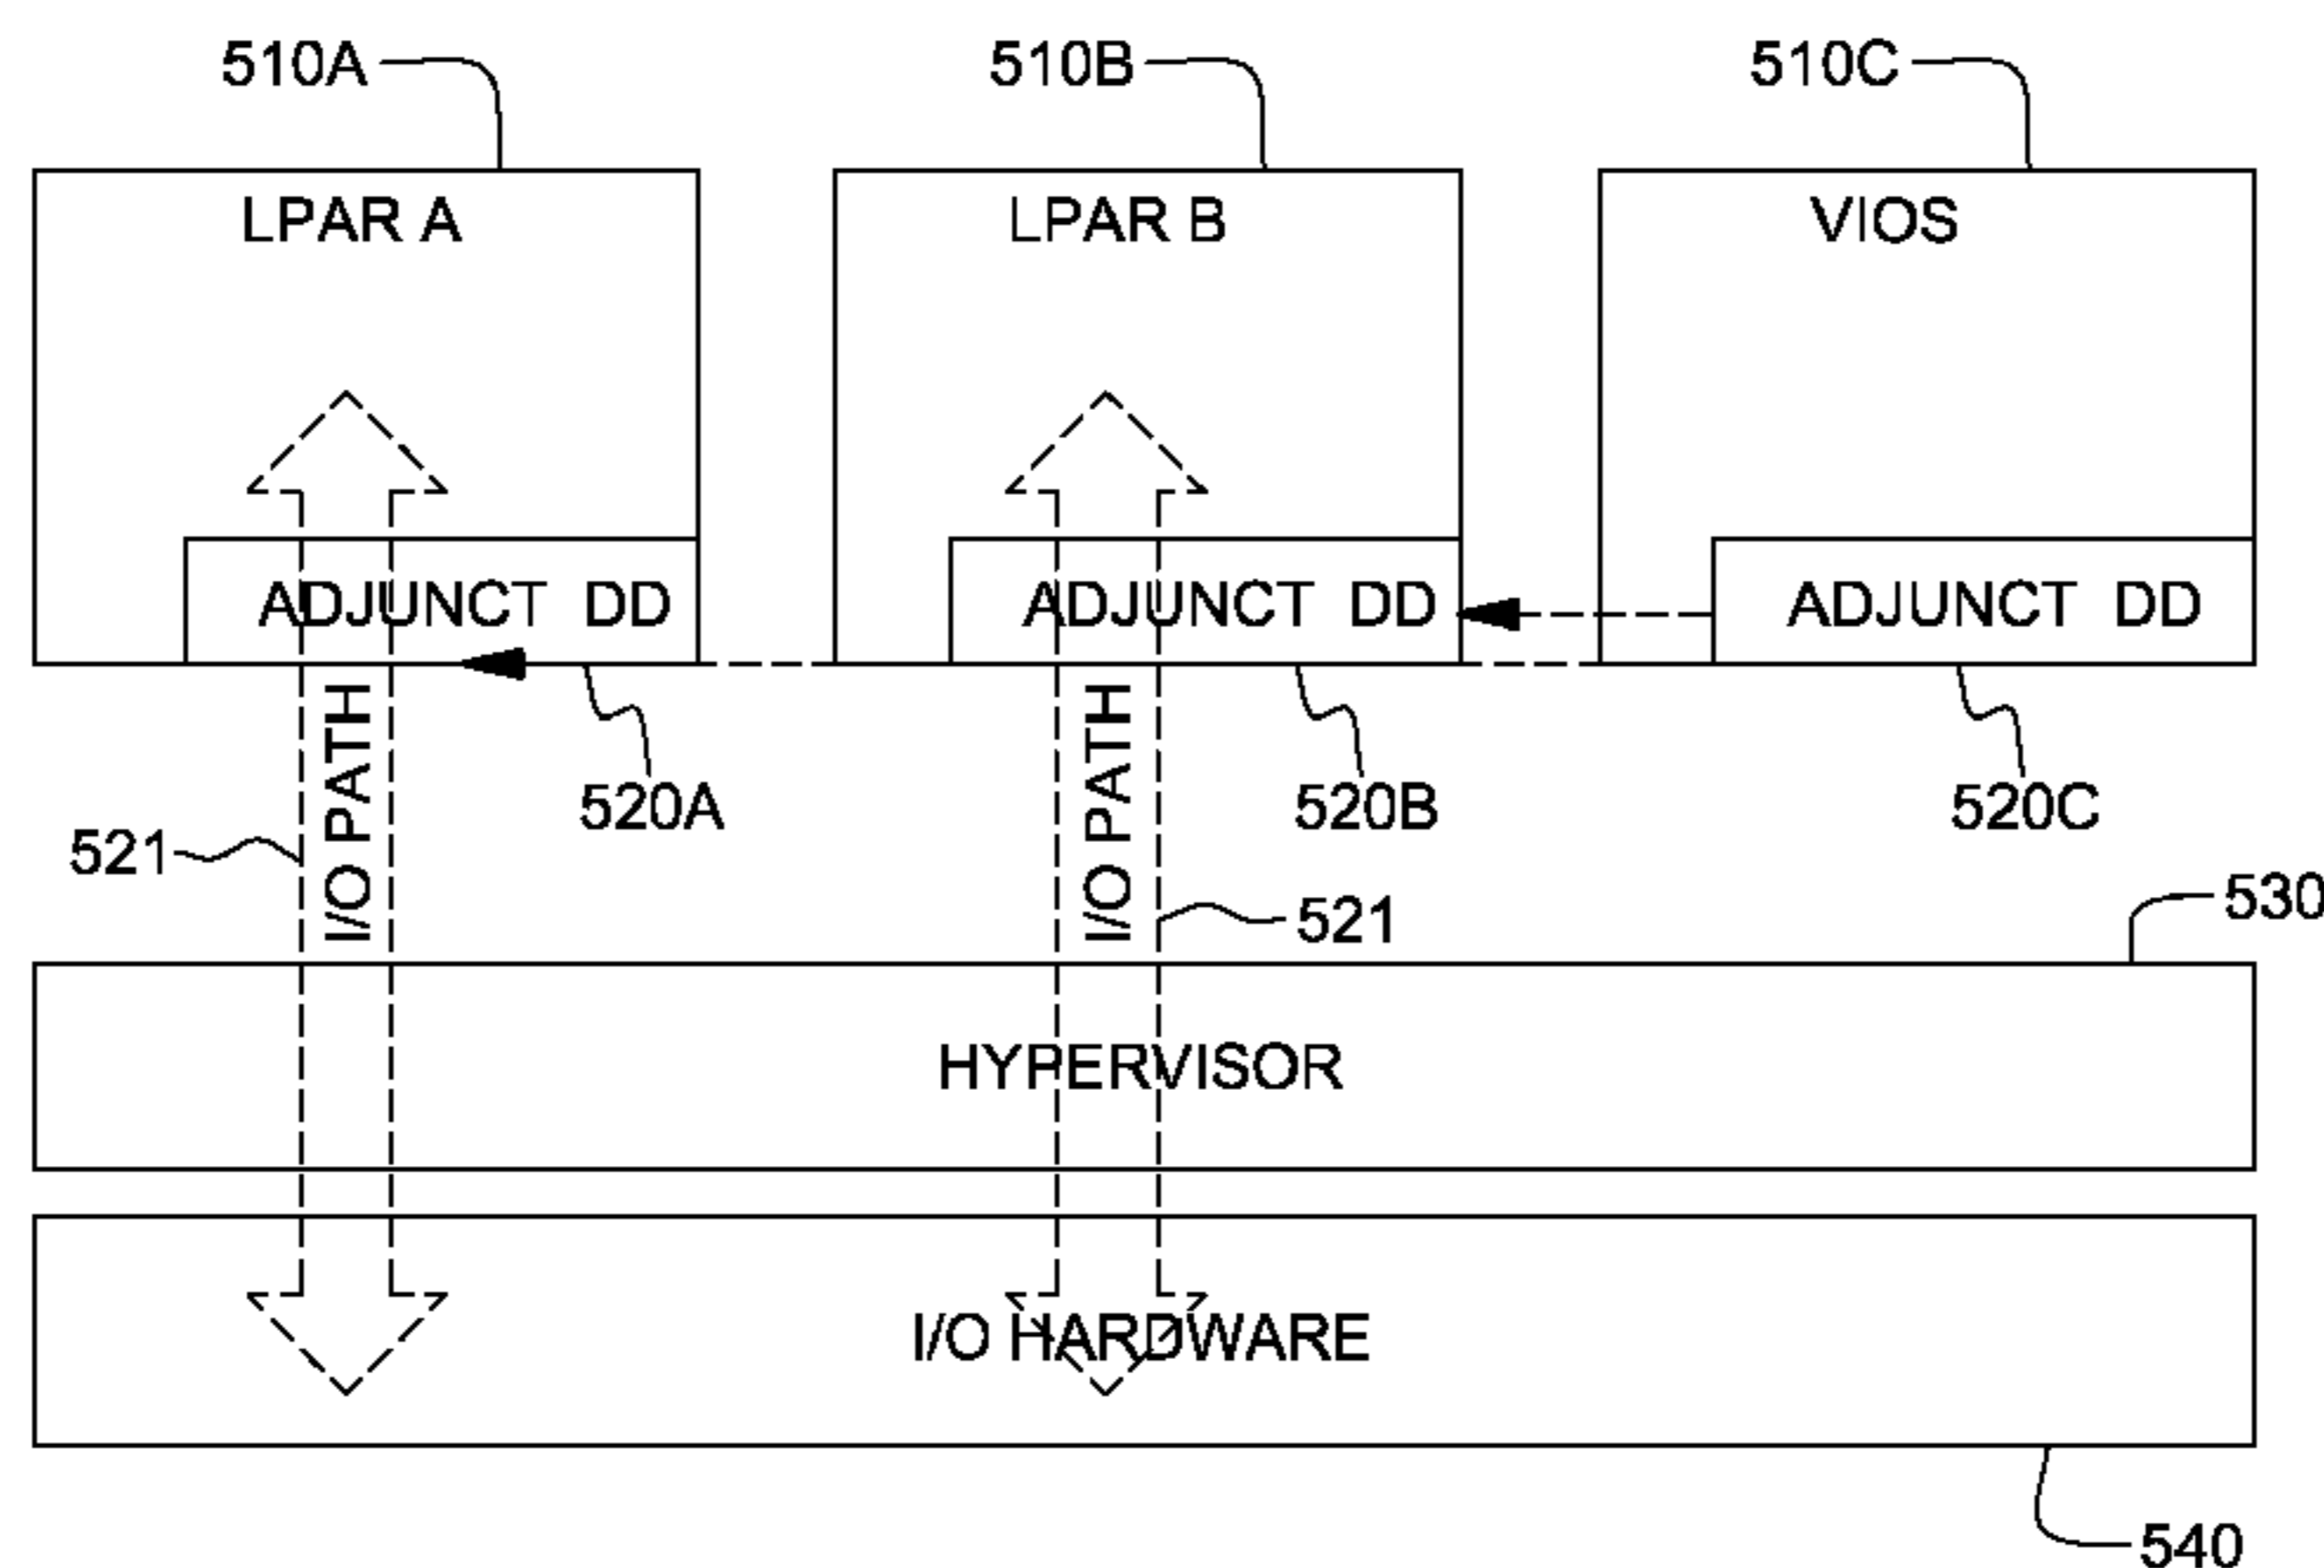 510A
510B
510C
LPAR A
LPAR B
VIOS
ADJUNCT DD
ADJUNCT DD
ADJUNCT DD
I/O PATH
I/O PATH
520A
520B
520C
521
521
530
HYPERVISOR
I/O HARDWARE
540